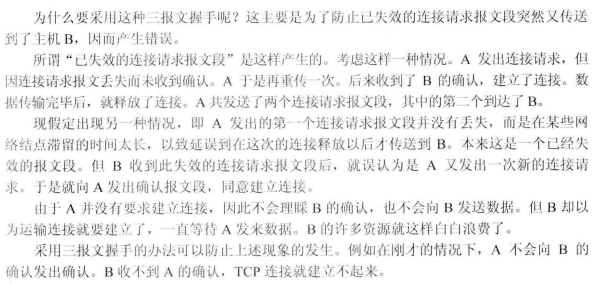 为什么要采用这种三报文握手呢？这主要是为了防止已失效的连接请求报文段突然又传送
到了主机 B，因而产生错误。
所谓“已失效的连接请求报文段”是这样产生的。考虑这样一种情况。A 发出连接请求，但
因连接请求报文丢失而未收到确认。A 于是再重传一次。后来收到了 B 的确认，建立了连接。数
据传输完毕后，就释放了连接。A 共发送了两个连接请求报文段，其中的第二个到达了 B。
现假定出现另一种情况，即 A 发出的第一个连接请求报文段并没有丢失，而是在某些网
络结点滞留的时间太长，以致延误到在这次的连接释放以后才传送到 B。本来这是一个已经失
效的报文段。但 B 收到此失效的连接请求报文段后，就误认为是 A 又发出一次新的连接请
求。于是就向 A 发出确认报文段，同意建立连接。
由于 A 并没有要求建立连接，因此不会理睬 B 的确认，也不会向 B 发送数据。但 B 却以
为运输连接就要建立了，一直等待 A 发来数据。B 的许多资源就这样白白浪费了。
采用三报文握手的办法可以防止上述现象的发生。例如在刚才的情况下，A 不会向 B 的
确认发出确认。B 收不到 A 的确认，TCP 连接就建立不起来。